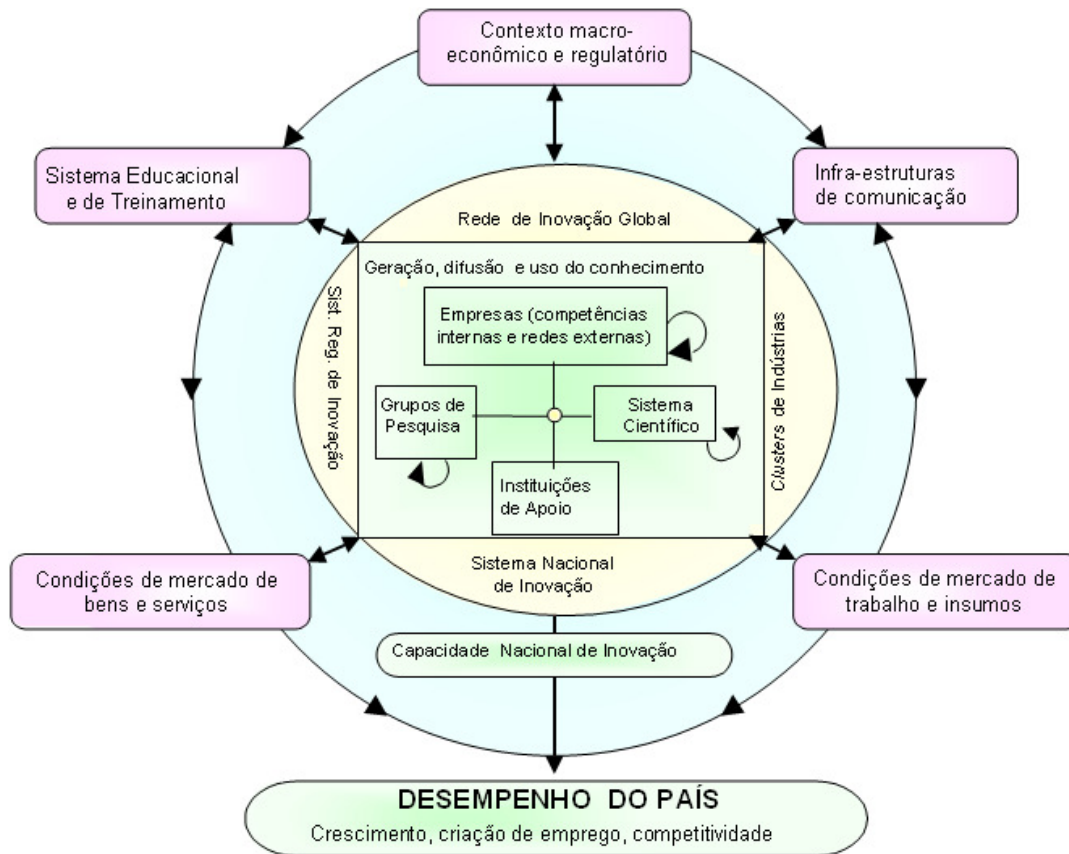 Contexto macro-
econômico e regulatório
Sistema Educacional
e de Treinamento
Infra-estruturas
de comunicação
Rede de Inovação Global
Geração, difusão e uso do conhecimento
Empresas (competências
internas e redes externas)
Sist. Reg. de
Inovação
Clusters de Indústrias
Grupos de
Pesquisa
Sistema
Científico
Instituições
de Apoio
Sistema Nacional
de Inovação
Condições de mercado de
bens e serviços
Condições de mercado de
trabalho e insumos
Capacidade Nacional de Inovação
DESEMPENHO DO PAÍS
Crescimento, criação de emprego, competitividade